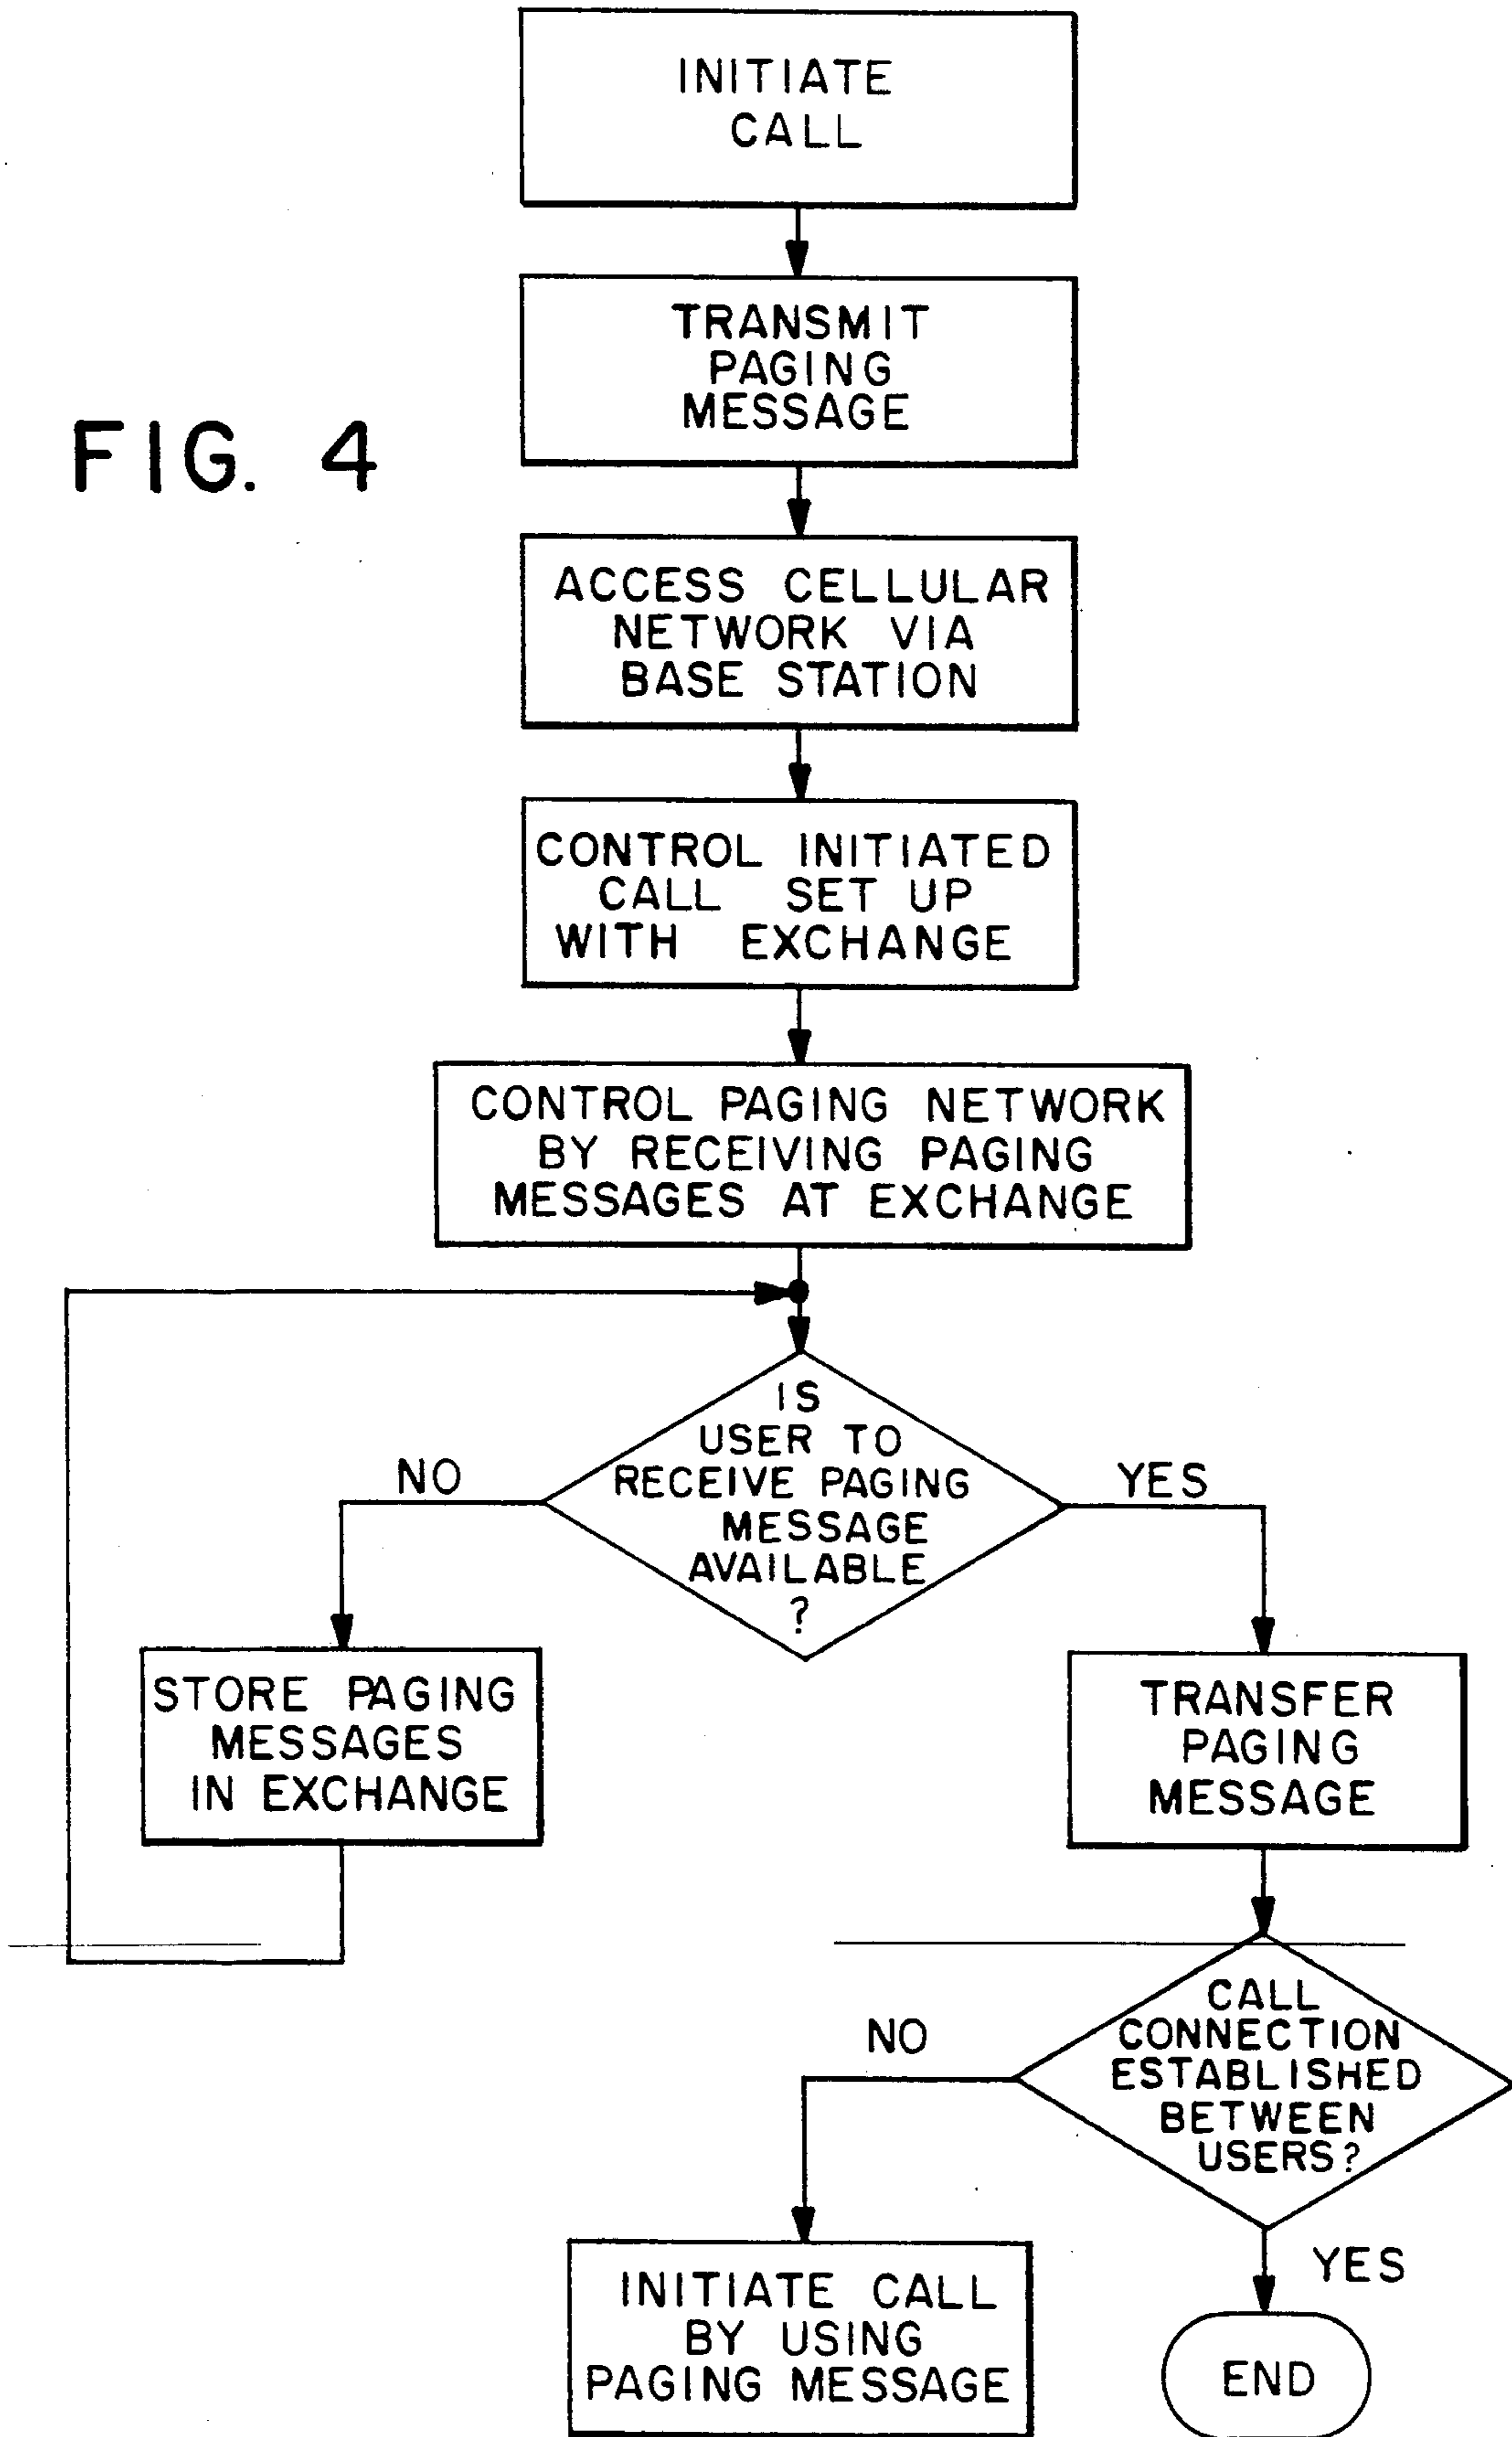 INITIATE
CALL
TRANSMIT
PAGING
MESSAGE
FIG. 4
ACCESS CELLULAR
NETWORK VIA
BASE STATION
CONTROL INITIATED
CALL SET UP
WITH EXCHANGE
CONTROL PAGING NETWORK
BY RECEIVING PAGING
MESSAGES AT EXCHANGE
IS
USER TO
RECEIVE PAGING
MESSAGE
AVAILABLE
?
NO
YES
STORE PAGING
MESSAGES
IN EXCHANGE
TRANSFER
PAGING
MESSAGE
CALL
CONNECTION
ESTABLISHED
BETWEEN
USERS?
NO
YES
INITIATE CALL
BY USING
PAGING MESSAGE
END